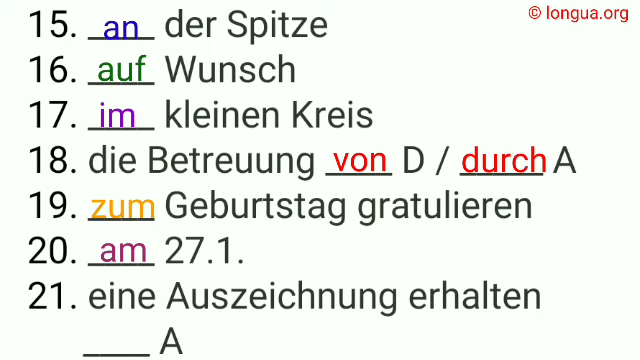 © longua.org
15. an der Spitze
16. auf Wunsch
17. im kleinen Kreis
18. die Betreuung von D / durch A
19. zum Geburtstag gratulieren
20. am 27.1.
21. eine Auszeichnung erhalten
____ A